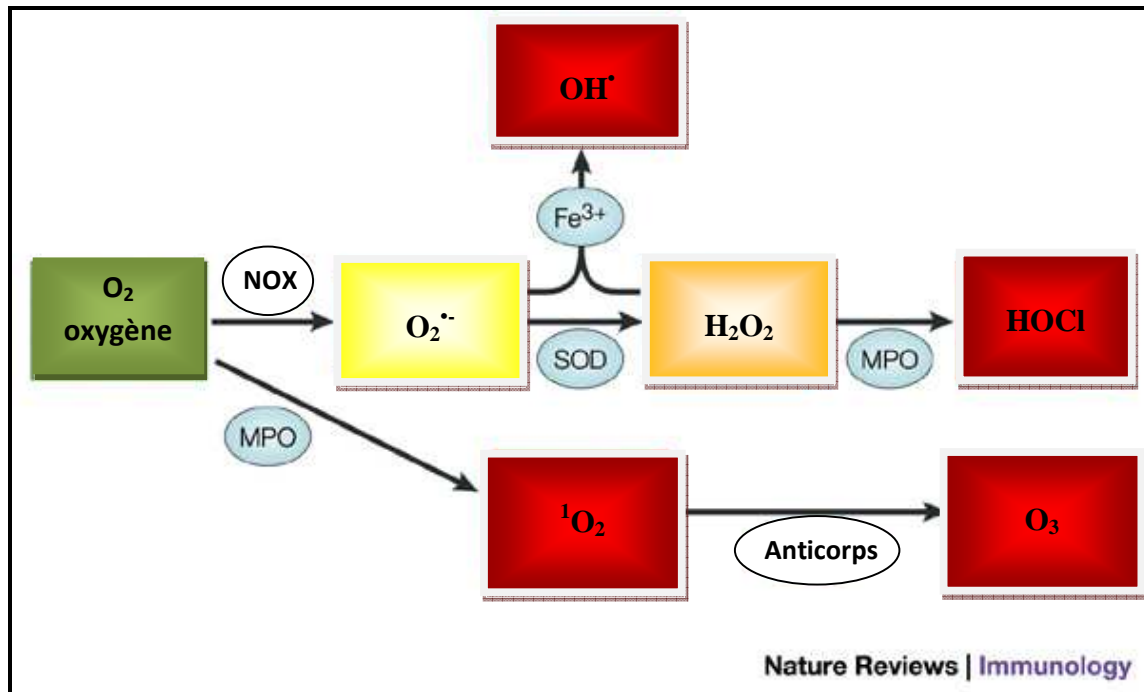 OH•
Fe³⁺
O₂
oxygène
NOX
O₂•⁻
SOD
H₂O₂
MPO
HOCl
MPO
¹O₂
Anticorps
O₃
Nature Reviews | Immunology